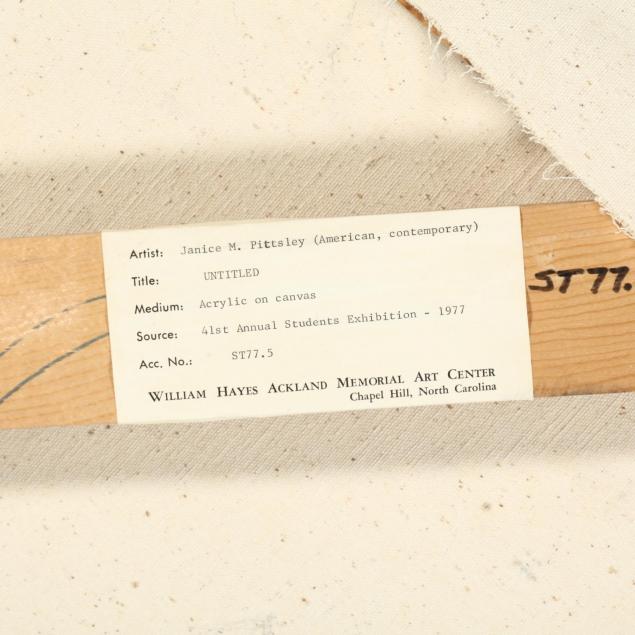 Artist: Janice M. Pittsley (American, contemporary)
Title: UNTITLED
Medium: Acrylic on canvas
Source: 41st Annual Students Exhibition - 1977
Acc. No.: ST77.5
WILLIAM HAYES ACKLAND MEMORIAL ART CENTER
Chapel Hill, North Carolina
ST77.